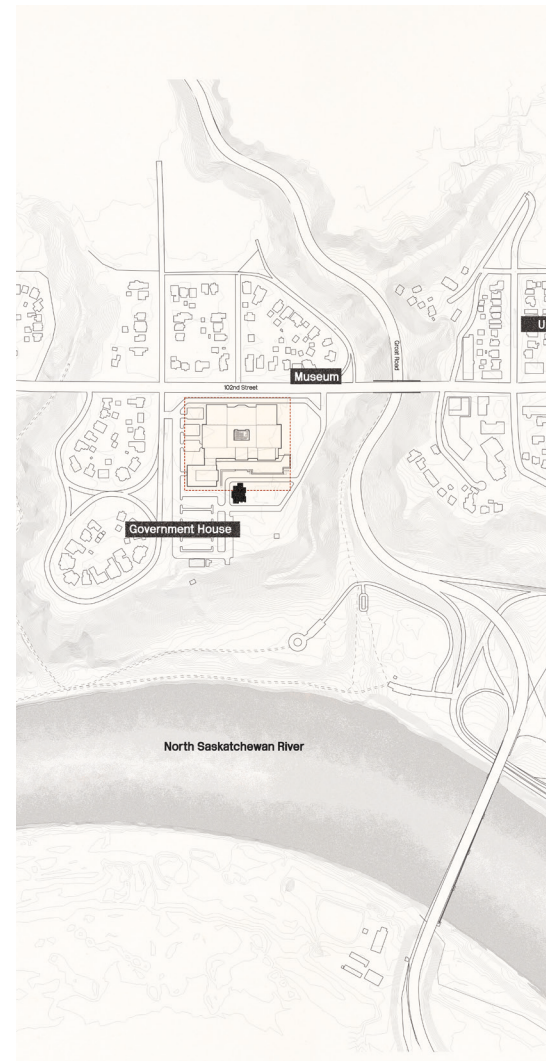 U
Groat Road
Museum
102nd Street
Government House
North Saskatchewan River